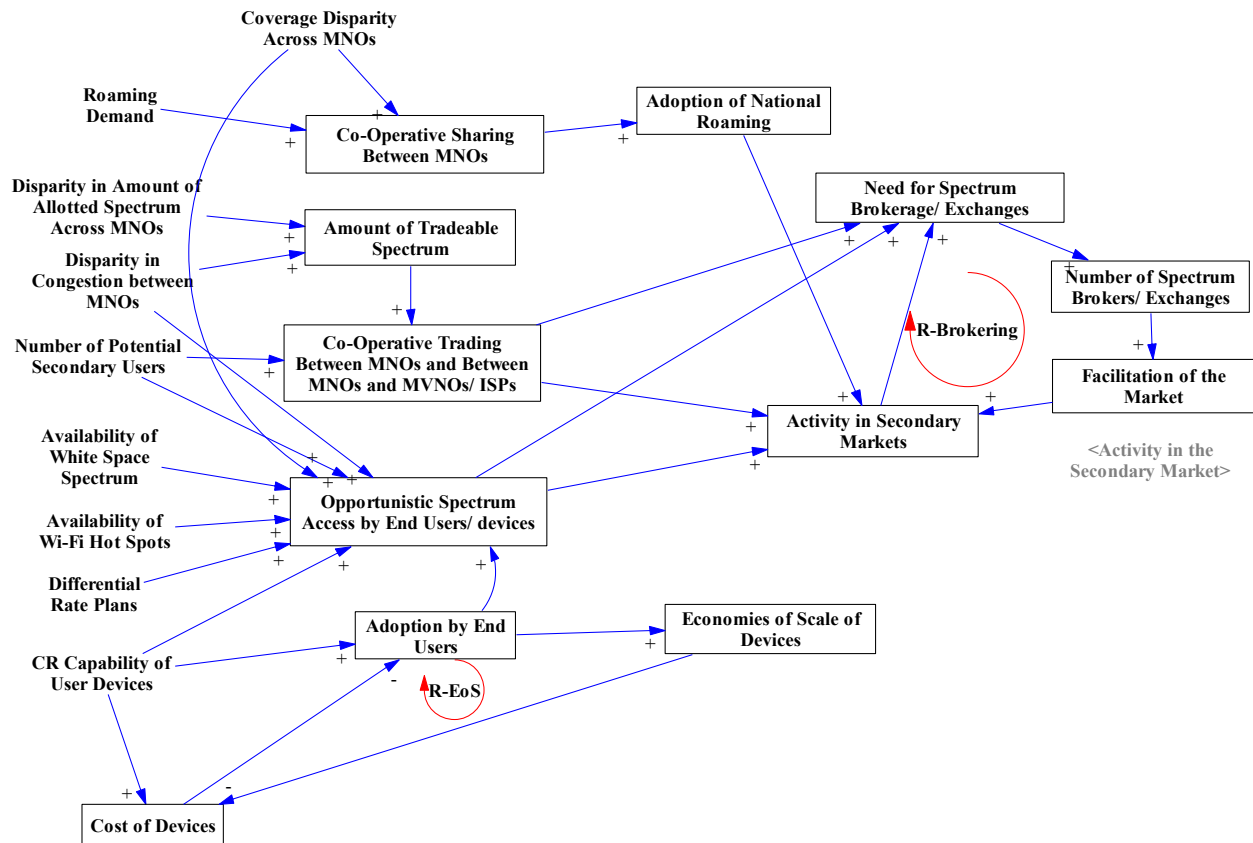 Coverage Disparity
Across MNOs
Roaming
Demand
+
+
Co-Operative Sharing
Between MNOs
+
Adoption of National
Roaming
Disparity in Amount of
Allotted Spectrum
Across MNOs
+
+
Amount of Tradeable
Spectrum
Need for Spectrum
Brokerage/ Exchanges
+
+
+
Disparity in
Congestion between
MNOs
+
Number of Spectrum
Brokers/ Exchanges
+
R-Brokering
Number of Potential
Secondary Users
+
+
Co-Operative Trading
Between MNOs and Between
MNOs and MVNOs/ ISPs
+
Facilitation of the
Market
+
+
+
+
Activity in Secondary
Markets
<Activity in the
Secondary Market>
Availability of
White Space
Spectrum
+
+
+
+
Opportunistic Spectrum
Access by End Users/ devices
Availability of
Wi-Fi Hot Spots
+
+
+
+
Differential
Rate Plans
Adoption by End
Users
+
-
R-EoS
+
Economies of Scale of
Devices
CR Capability of
User Devices
+
-
Cost of Devices